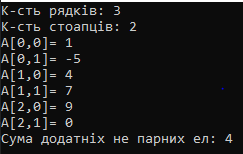 К-сть рядків: 3
К-сть стоапців: 2
A[0,0]= 1
A[0,1]= -5
A[1,0]= 4
A[1,1]= 7
A[2,0]= 9
A[2,1]= 0
Сума додатніх не парних ел: 4